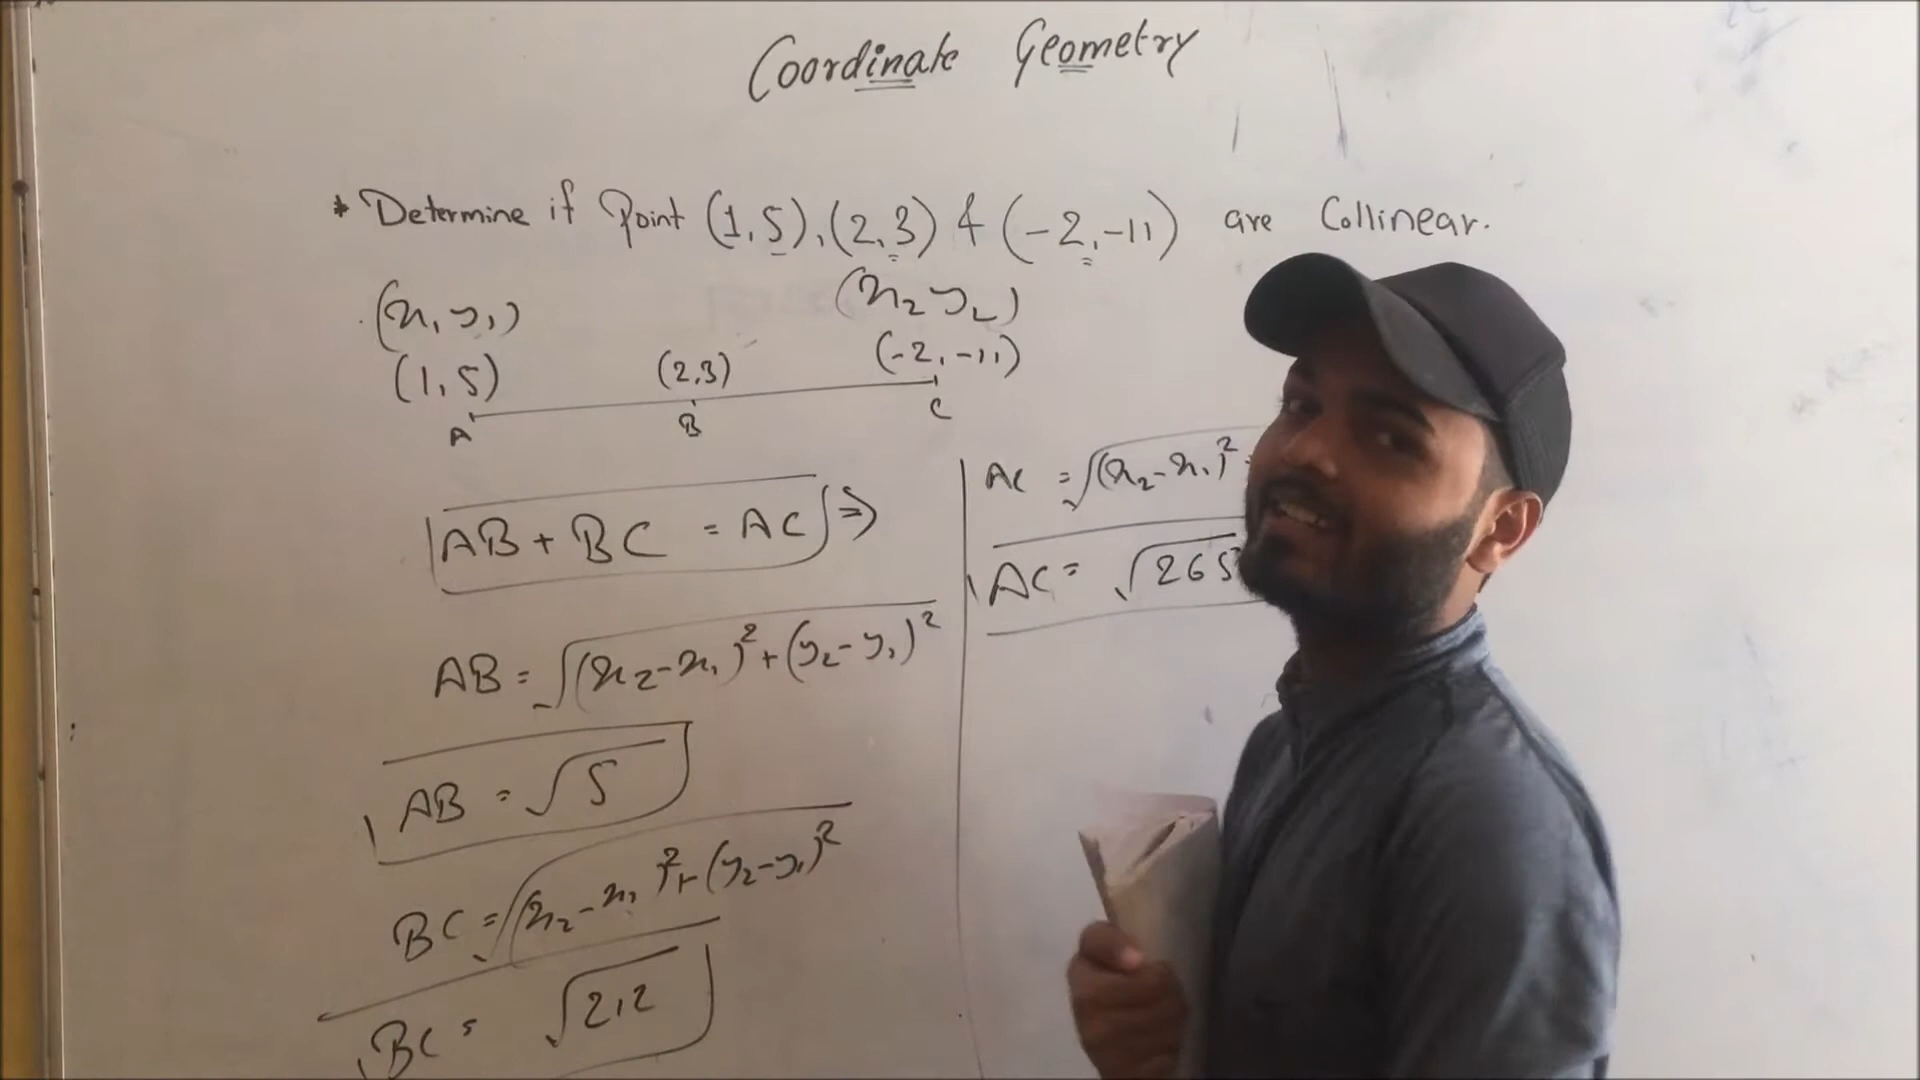 Coordinate Geometry
* Determine if Point (1,5), (2,3) & (-2,-11) are Collinear.
(x₁ y₁) (x₂ y₂)
(1,5) (2,3) (-2,-11)
A B C
AB + BC = AC ⇒
AB = √(x₂-x₁)²+(y₂-y₁)²
AB = √5
BC = √(x₂-x₁)²+(y₂-y₁)²
BC = √212
AC = √(x₂-x₁)²
AC = √265